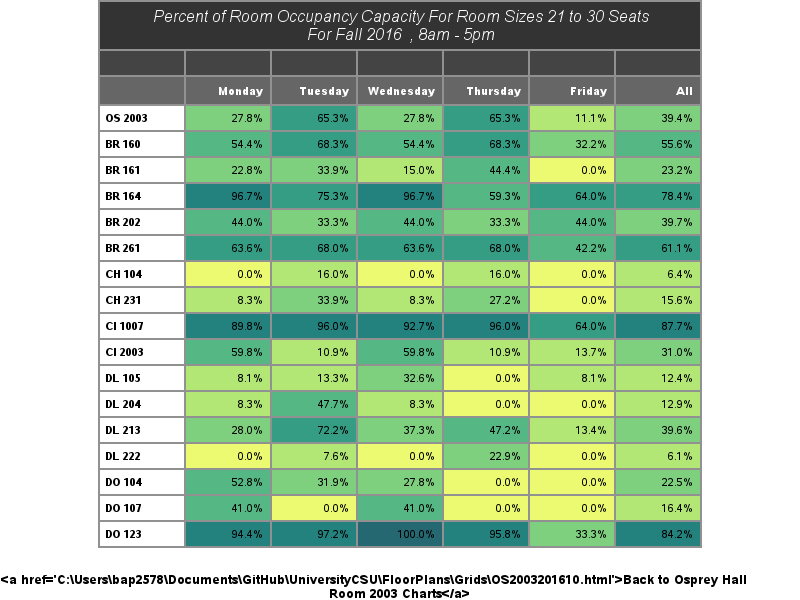 Percent of Room Occupancy Capacity For Room Sizes 21 to 30 Seats
For Fall 2016 , 8am - 5pm
Monday Tuesday Wednesday Thursday Friday All
OS 2003 27.8% 65.3% 27.8% 65.3% 11.1% 39.4%
BR 160 54.4% 68.3% 54.4% 68.3% 32.2% 55.6%
BR 161 22.8% 33.9% 15.0% 44.4% 0.0% 23.2%
BR 164 96.7% 75.3% 96.7% 59.3% 64.0% 78.4%
BR 202 44.0% 33.3% 44.0% 33.3% 44.0% 39.7%
BR 261 63.6% 68.0% 63.6% 68.0% 42.2% 61.1%
CH 104 0.0% 16.0% 0.0% 16.0% 0.0% 6.4%
CH 231 8.3% 33.9% 8.3% 27.2% 0.0% 15.6%
CI 1007 89.8% 96.0% 92.7% 96.0% 64.0% 87.7%
CI 2003 59.8% 10.9% 59.8% 10.9% 13.7% 31.0%
DL 105 8.1% 13.3% 32.6% 0.0% 8.1% 12.4%
DL 204 8.3% 47.7% 8.3% 0.0% 0.0% 12.9%
DL 213 28.0% 72.2% 37.3% 47.2% 13.4% 39.6%
DL 222 0.0% 7.6% 0.0% 22.9% 0.0% 6.1%
DO 104 52.8% 31.9% 27.8% 0.0% 0.0% 22.5%
DO 107 41.0% 0.0% 41.0% 0.0% 0.0% 16.4%
DO 123 94.4% 97.2% 100.0% 95.8% 33.3% 84.2%
<a href='C:\Users\bap2578\Documents\GitHub\UniversityCSU\FloorPlans\Grids\OS2003201610.html'>Back to Osprey Hall
Room 2003 Charts</a>